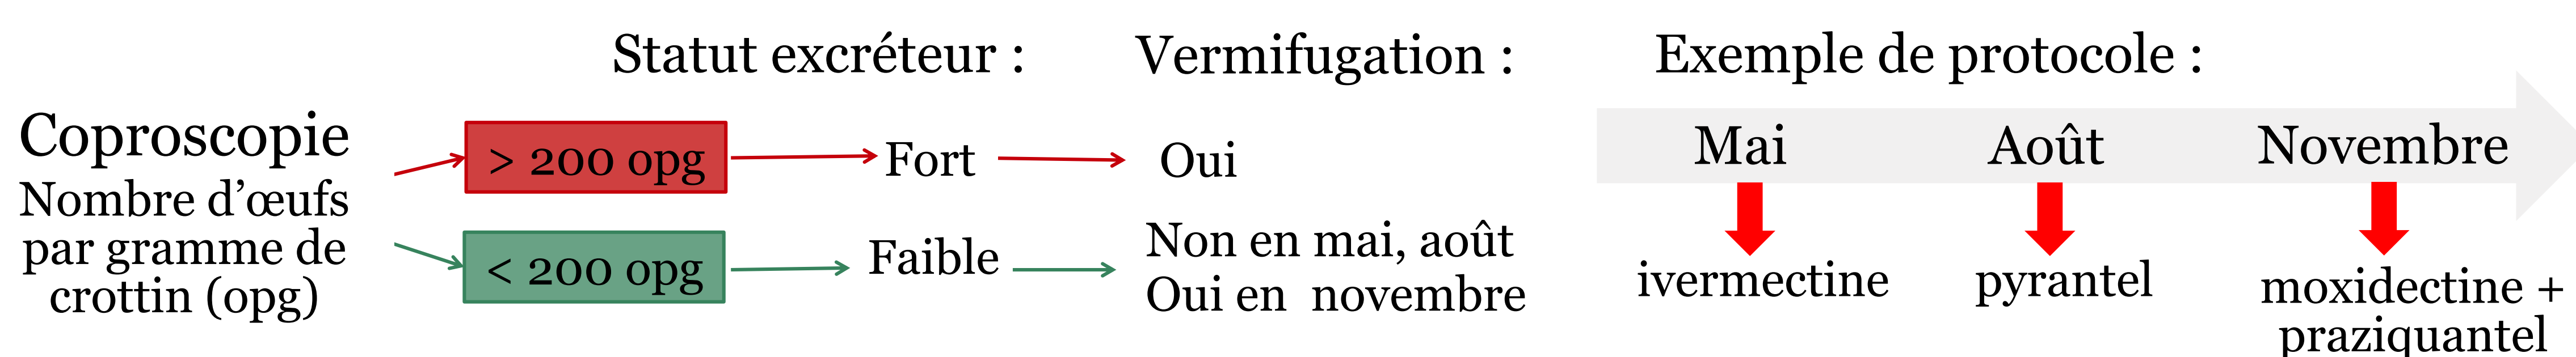 Statut excréteur :
Vermifugation :
Exemple de protocole :
Coproscopie
Nombre d’œufs
par gramme de
crottin (opg)
> 200 opg
Fort
Oui
< 200 opg
Faible
Non en mai, août
Oui en  novembre
Mai
Août
Novembre
ivermectine
pyrantel
moxidectine +
praziquantel